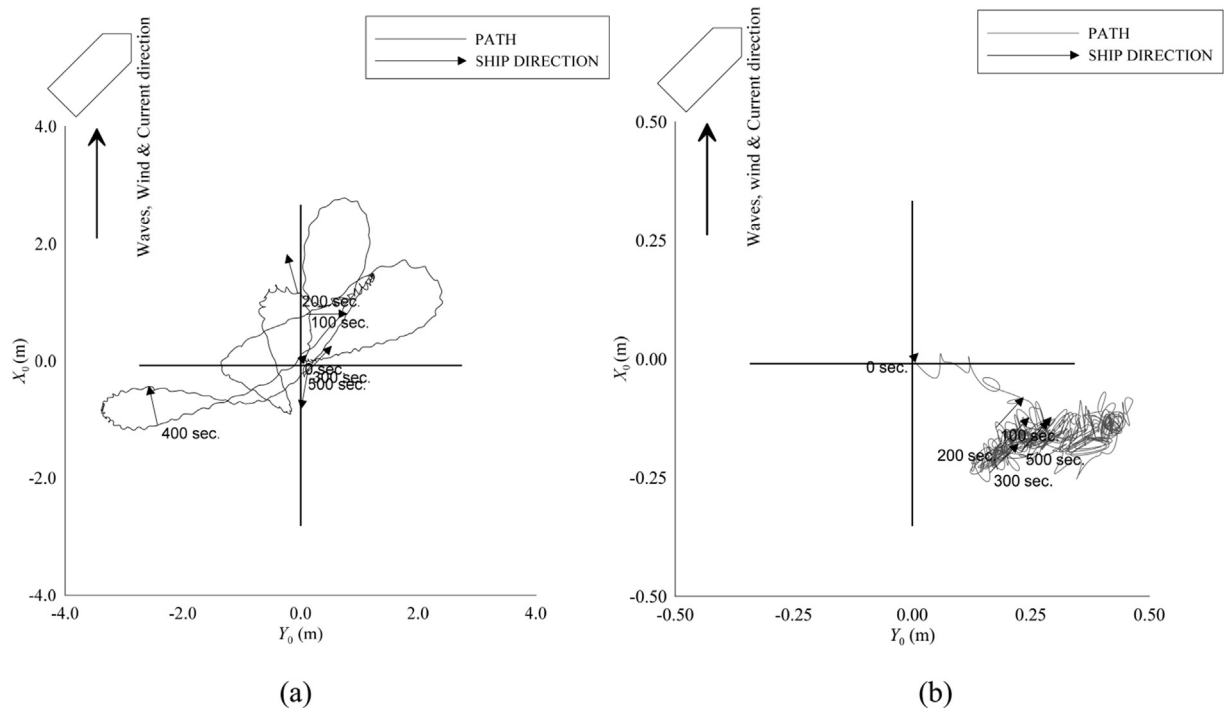 PATH
SHIP DIRECTION
Waves, Wind & Current direction
4.0
2.0
0.0
-2.0
-4.0
X0 (m)
200 sec.
100 sec.
0 sec.
300 sec.
500 sec.
400 sec.
-4.0 -2.0 0.0 2.0 4.0
Y0 (m)
(a)
PATH
SHIP DIRECTION
Waves, wind & Current direction
0.50
0.25
0.00
-0.25
-0.50
X0 (m)
0 sec.
100 sec.
200 sec.
500 sec.
300 sec.
-0.50 0.00 0.25 0.50
Y0 (m)
(b)